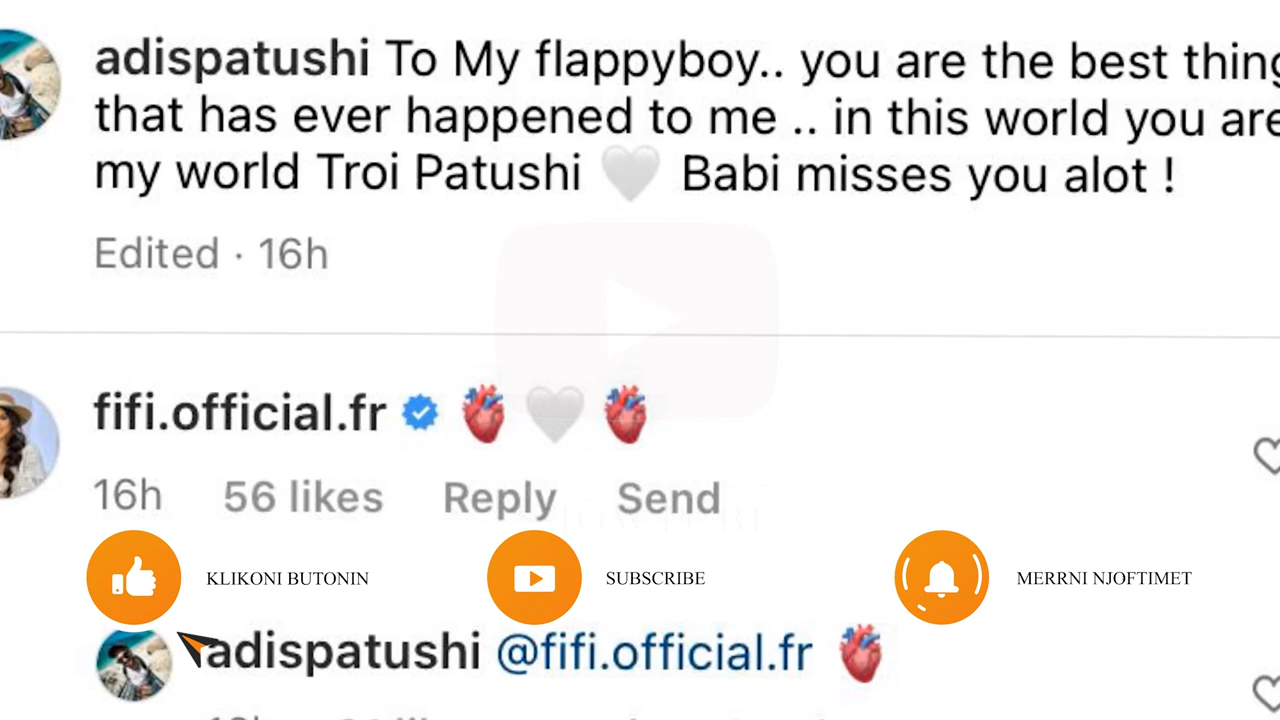 adispatushi To My flappyboy.. you are the best thing
that has ever happened to me .. in this world you are
my world Troi Patushi 🤍 Babi misses you alot !
Edited · 16h
fifi.official.fr 🫀 🤍 🫀
16h 56 likes Reply Send
KLIKONI BUTONIN SUBSCRIBE MERRNI NJOFTIMET
adispatushi @fifi.official.fr 🫀